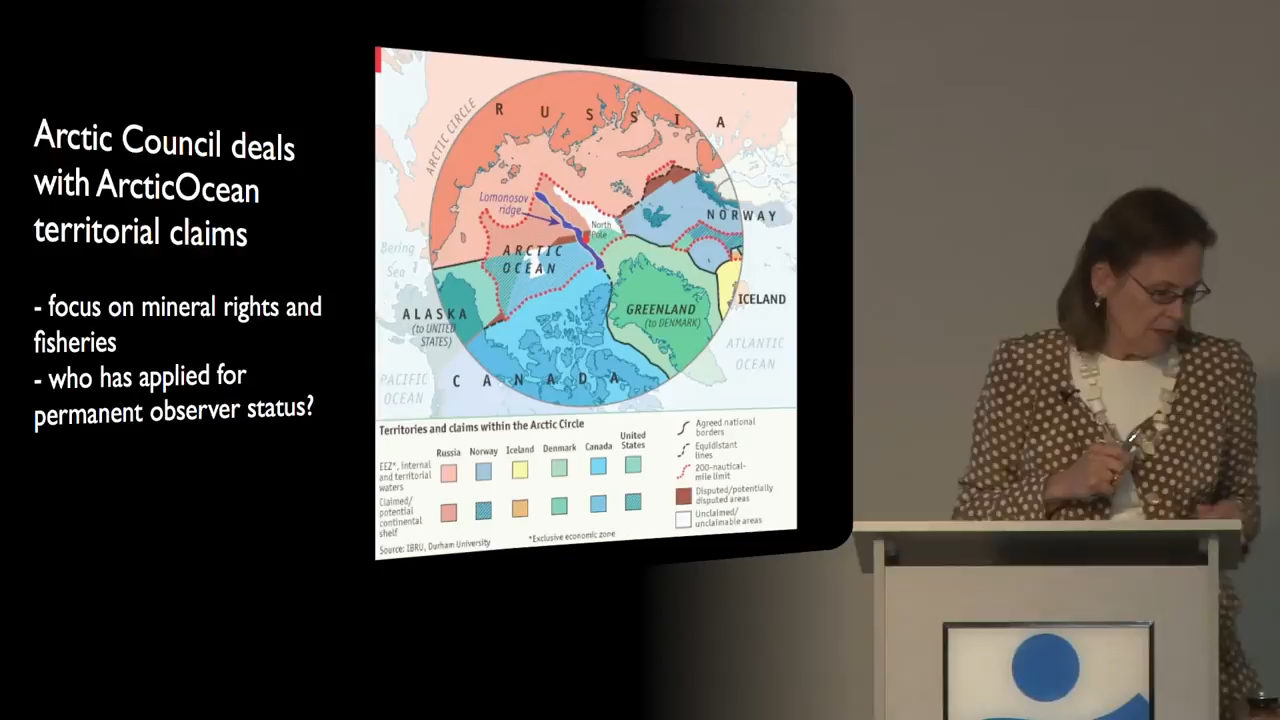 Arctic Council deals
with ArcticOcean
territorial claims
- focus on mineral rights and
fisheries
- who has applied for
permanent observer status?
R U S S I A
ARCTIC CIRCLE
Lomonosov
ridge
North
Pole
NORWAY
Bering
Sea
ARCTIC
OCEAN
ICELAND
ALASKA
(to UNITED
STATES)
GREENLAND
(to DENMARK)
ATLANTIC
OCEAN
PACIFIC
OCEAN
C A N A D A
Territories and claims within the Arctic Circle
Russia Norway Iceland Denmark Canada United
States
EEZ*, internal
and territorial
waters
Claimed/
potential
continental
shelf
Agreed national
borders
Equidistant
lines
200-nautical-
mile limit
Disputed/potentially
disputed areas
Unclaimed/
unclaimable areas
Source: IBRU, Durham University
*Exclusive economic zone